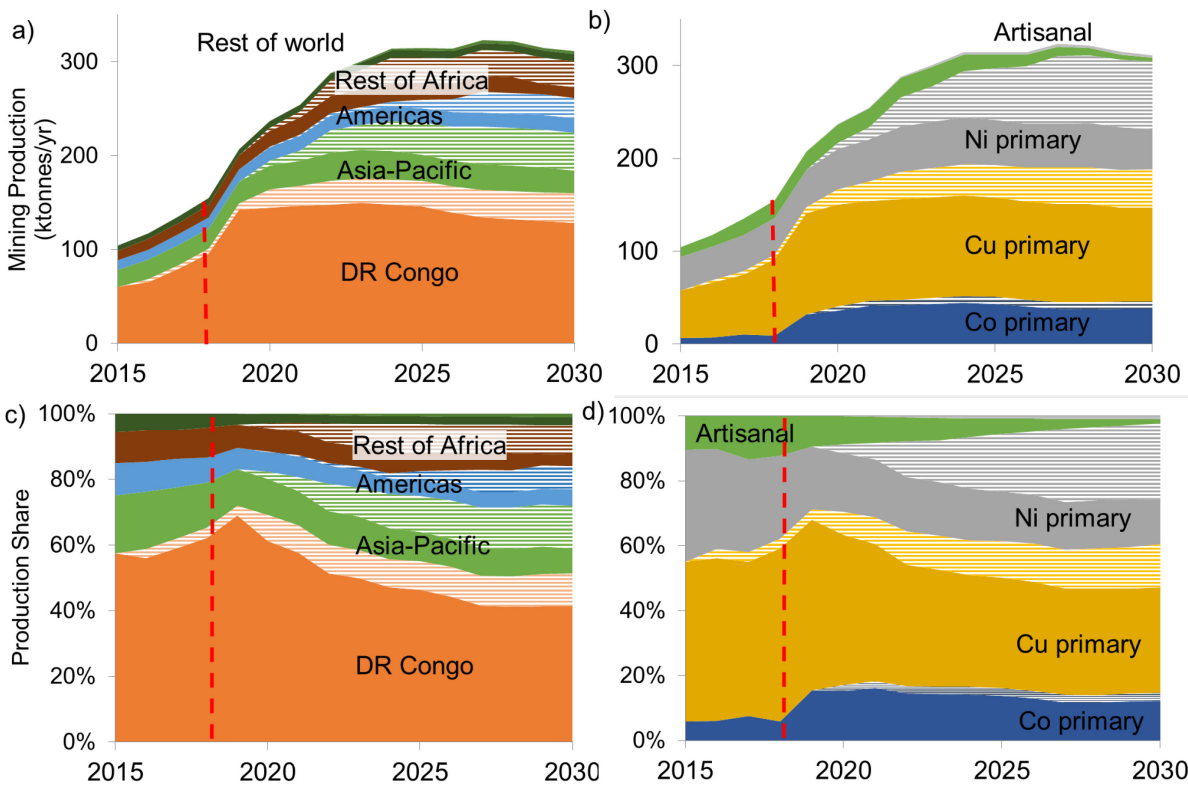 a)
Mining Production
(ktonnes/yr)
300
200
100
0
Rest of world
Rest of Africa
Americas
Asia-Pacific
DR Congo
2015 2020 2025 2030
b)
300
200
100
0
Artisanal
Ni primary
Cu primary
Co primary
2015 2020 2025 2030
c)
Production Share
100%
80%
60%
40%
20%
0%
Rest of Africa
Americas
Asia-Pacific
DR Congo
2015 2020 2025 2030
d)
100%
80%
60%
40%
20%
0%
Artisanal
Ni primary
Cu primary
Co primary
2015 2020 2025 2030